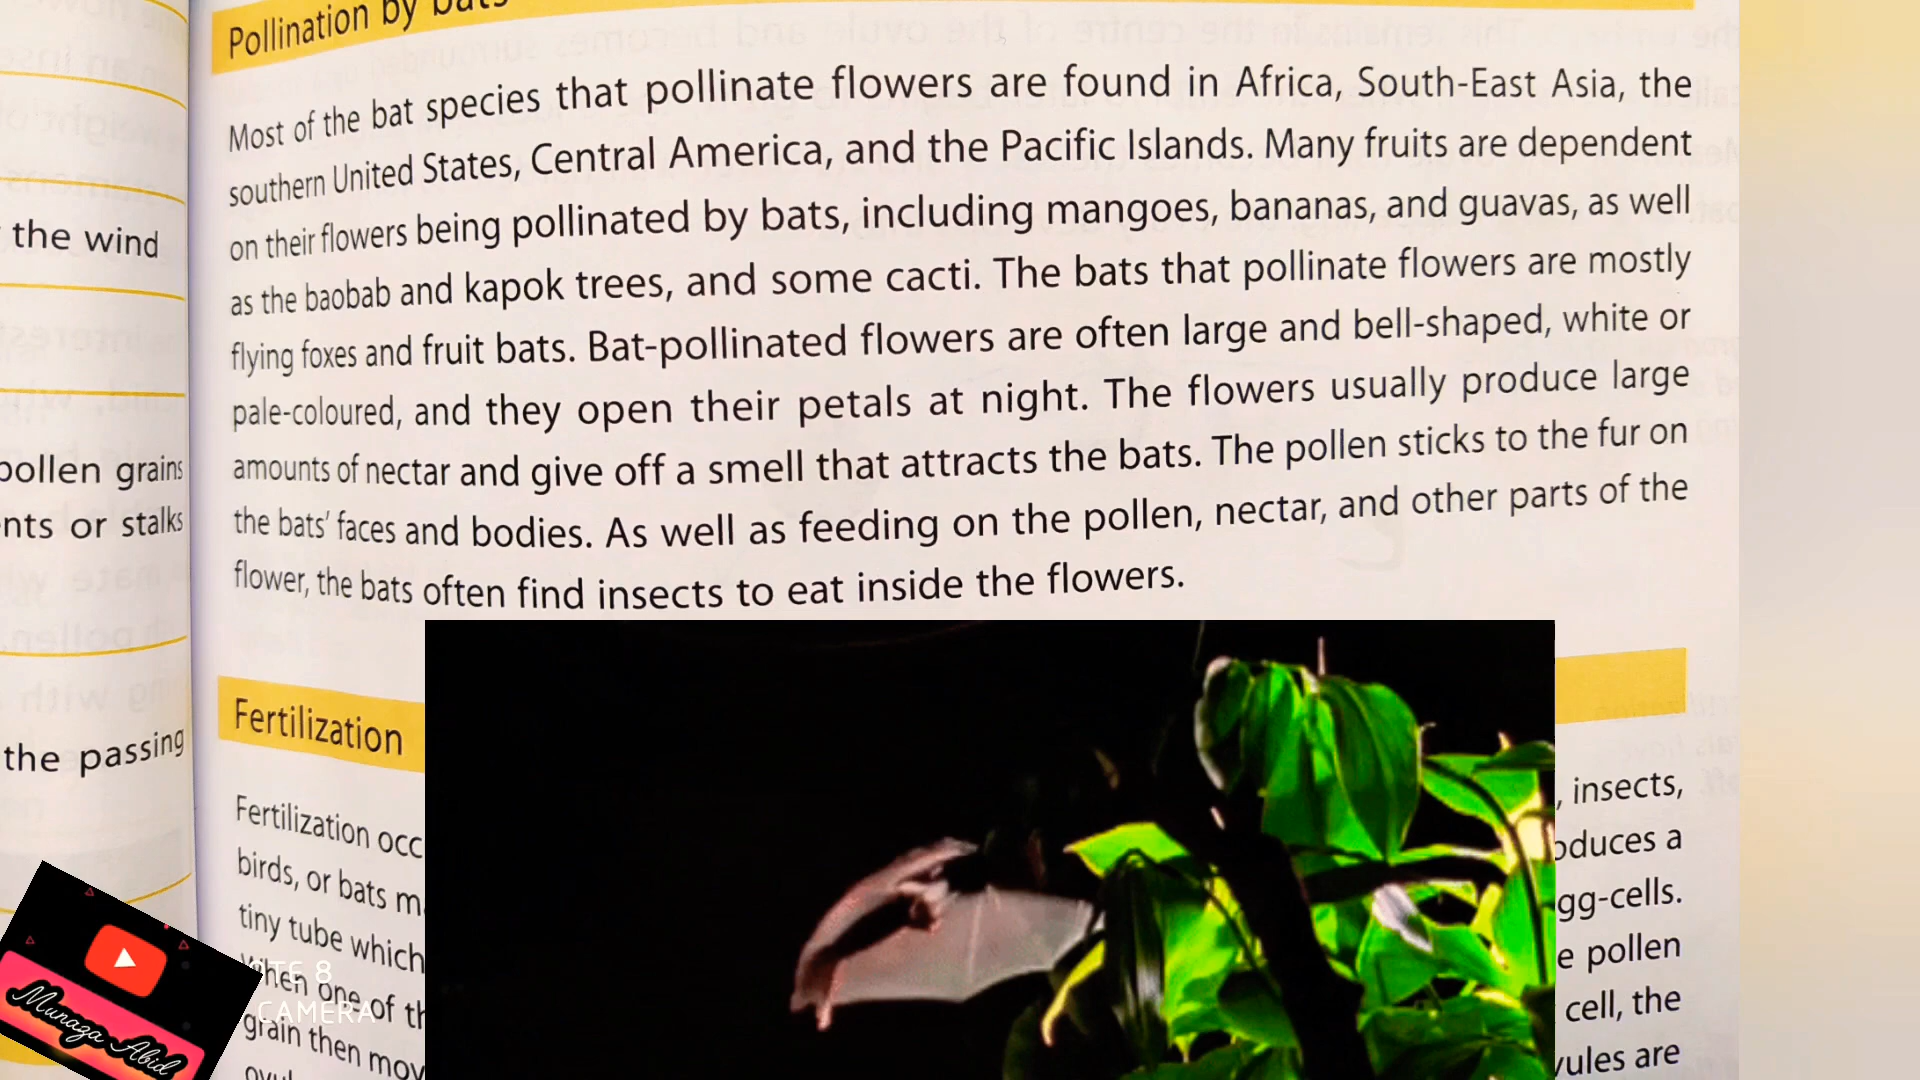 Pollination by bats
Most of the bat species that pollinate flowers are found in Africa, South-East Asia, the
southern United States, Central America, and the Pacific Islands. Many fruits are dependent
on their flowers being pollinated by bats, including mangoes, bananas, and guavas, as well
as the baobab and kapok trees, and some cacti. The bats that pollinate flowers are mostly
flying foxes and fruit bats. Bat-pollinated flowers are often large and bell-shaped, white or
pale-coloured, and they open their petals at night. The flowers usually produce large
amounts of nectar and give off a smell that attracts the bats. The pollen sticks to the fur on
the bats' faces and bodies. As well as feeding on the pollen, nectar, and other parts of the
flower, the bats often find insects to eat inside the flowers.
the wind
pollen grains
nts or stalks
the passing
Fertilization
Fertilization occ
, insects,
birds, or bats m
oduces a
tiny tube which
gg-cells.
When one of th
e pollen
grain then mov
cell, the
vules are
CAMERA
Munaza Abid